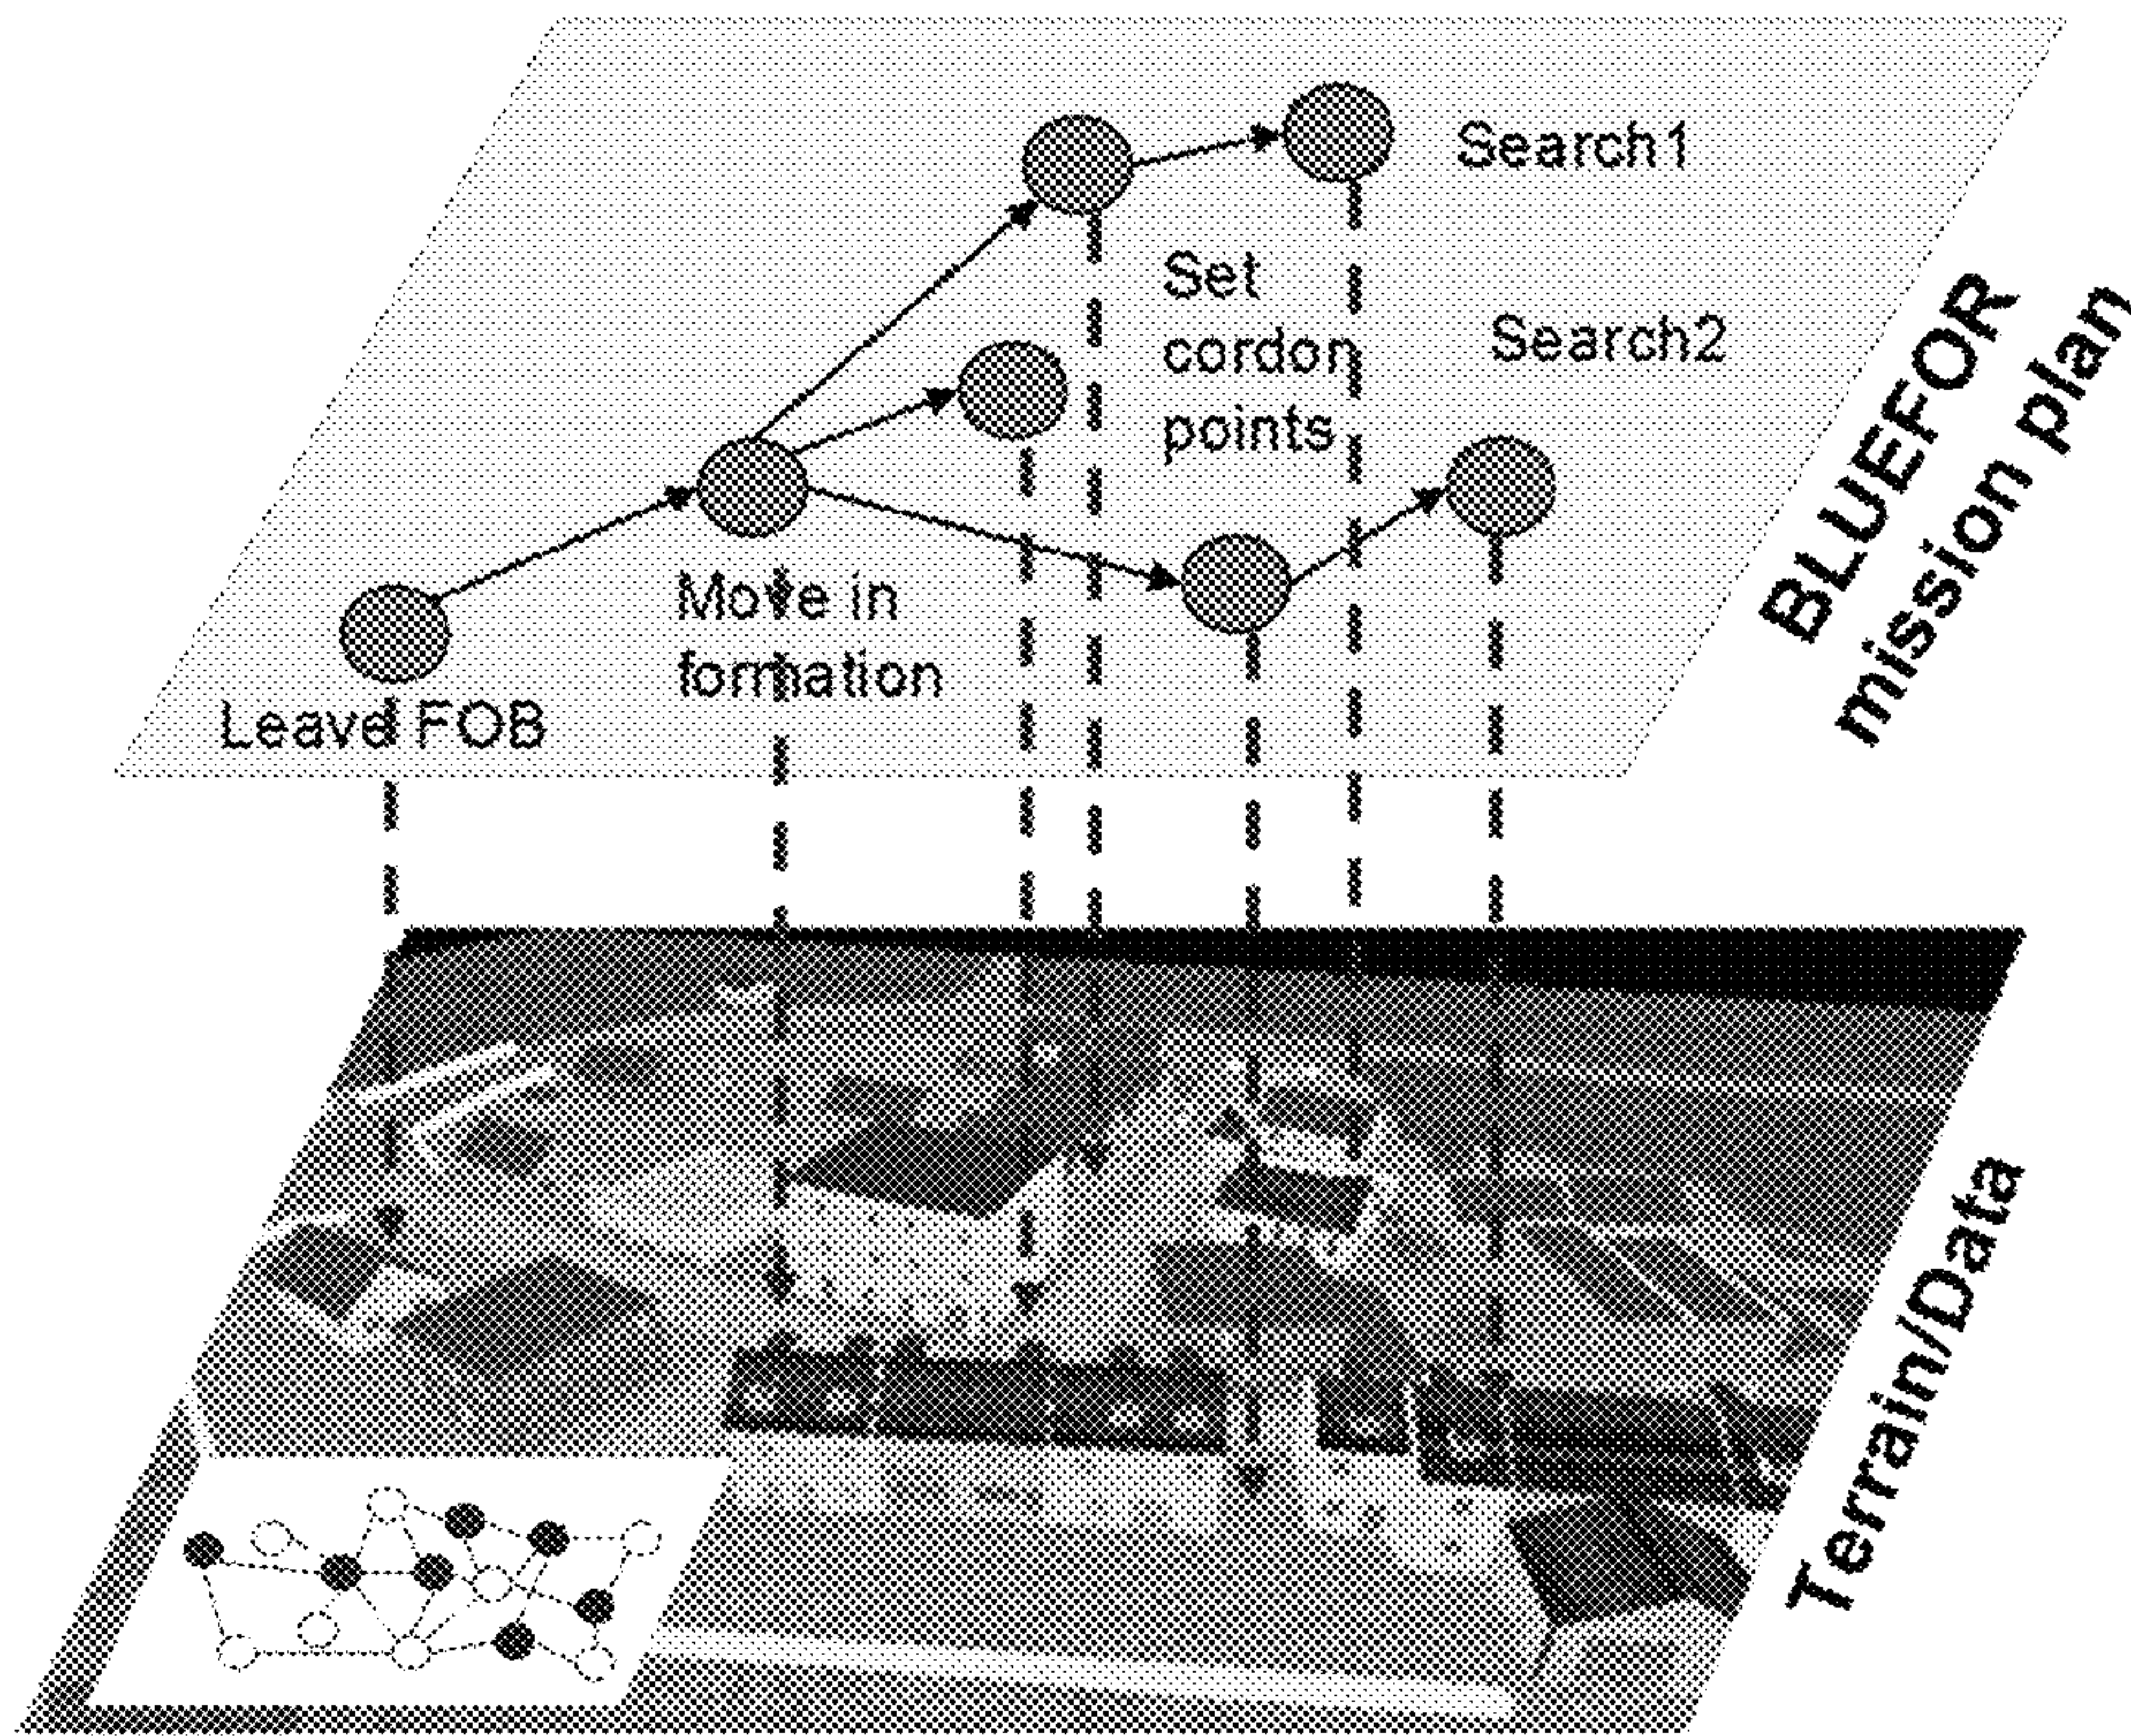 Search1
Set
cordon
points
Search2
Move in
formation
Leave FOB
BLUEFOR
mission plan
Terrain/Data